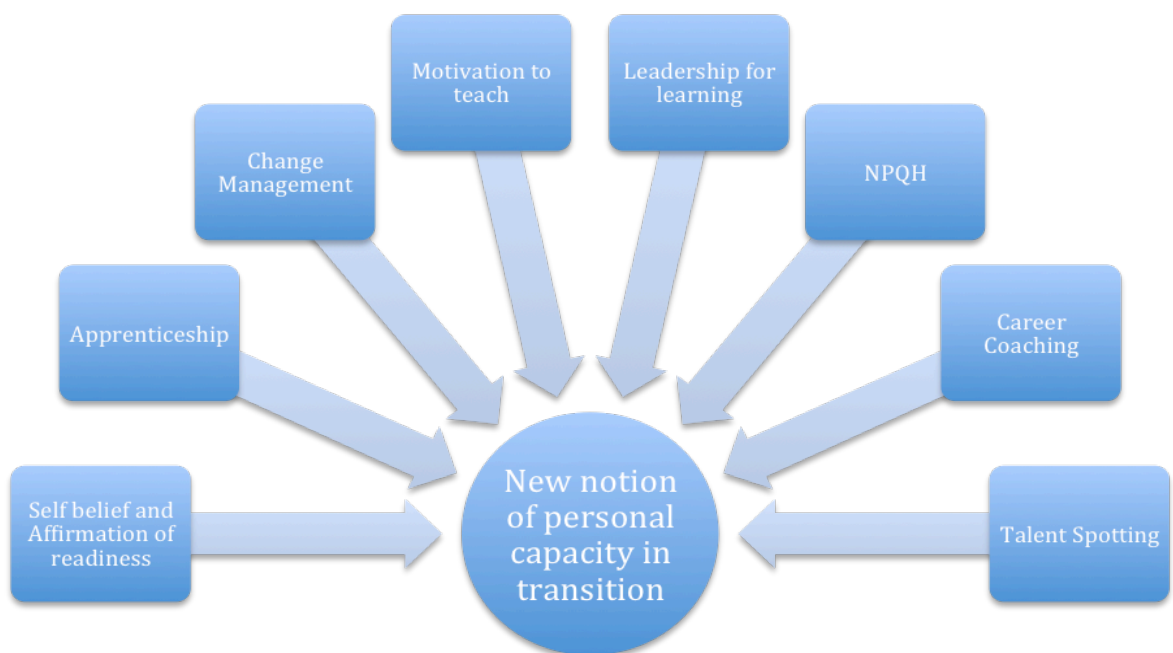 Motivation to
teach
Leadership for
learning
Change
Management
NPQH
Apprenticeship
Career
Coaching
Self belief and
Affirmation of
readiness
New notion
of personal
capacity in
transition
Talent Spotting